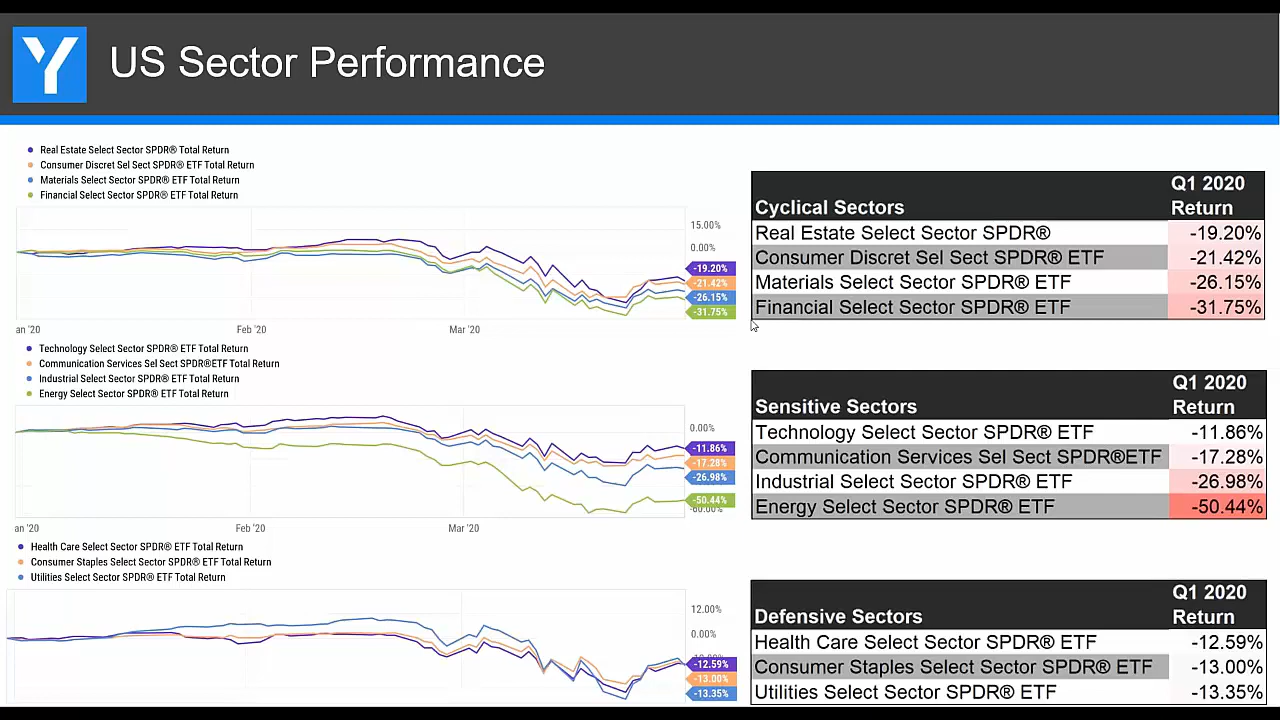 Y US Sector Performance
Real Estate Select Sector SPDR® Total Return
Consumer Discret Sel Sect SPDR® ETF Total Return
Materials Select Sector SPDR® ETF Total Return
Financial Select Sector SPDR® ETF Total Return
15.00%
0.00%
-19.20%
-21.42%
-26.15%
-31.75%
an '20 Feb '20 Mar '20
Cyclical Sectors Q1 2020 Return
Real Estate Select Sector SPDR® -19.20%
Consumer Discret Sel Sect SPDR® ETF -21.42%
Materials Select Sector SPDR® ETF -26.15%
Financial Select Sector SPDR® ETF -31.75%
Technology Select Sector SPDR® ETF Total Return
Communication Services Sel Sect SPDR®ETF Total Return
Industrial Select Sector SPDR® ETF Total Return
Energy Select Sector SPDR® ETF Total Return
0.00%
-11.86%
-17.28%
-26.98%
-50.44%
an '20 Feb '20 Mar '20
Sensitive Sectors Q1 2020 Return
Technology Select Sector SPDR® ETF -11.86%
Communication Services Sel Sect SPDR®ETF -17.28%
Industrial Select Sector SPDR® ETF -26.98%
Energy Select Sector SPDR® ETF -50.44%
Health Care Select Sector SPDR® ETF Total Return
Consumer Staples Select Sector SPDR® ETF Total Return
Utilities Select Sector SPDR® ETF Total Return
12.00%
0.00%
-12.59%
-13.00%
-13.35%
Defensive Sectors Q1 2020 Return
Health Care Select Sector SPDR® ETF -12.59%
Consumer Staples Select Sector SPDR® ETF -13.00%
Utilities Select Sector SPDR® ETF -13.35%